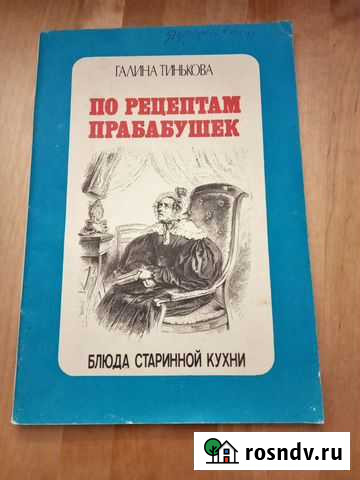 ГАЛИНА ТИНЬКОВА
ПО РЕЦЕПТАМ
ПРАБАБУШЕК
БЛЮДА СТАРИННОЙ КУХНИ
rosndv.ru